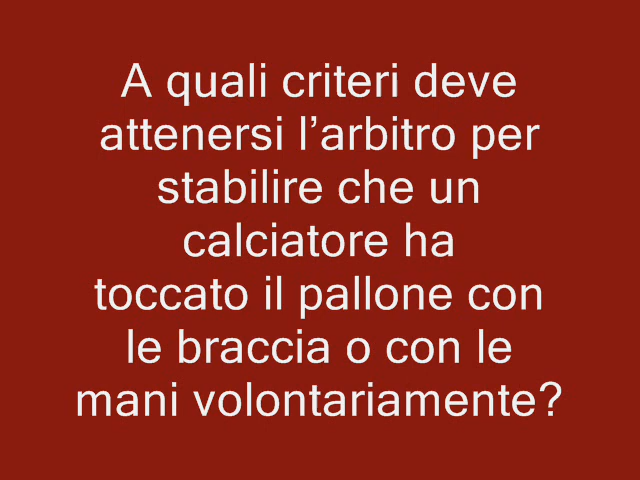 A quali criteri deve
attenersi l’arbitro per
stabilire che un
calciatore ha
toccato il pallone con
le braccia o con le
mani volontariamente?